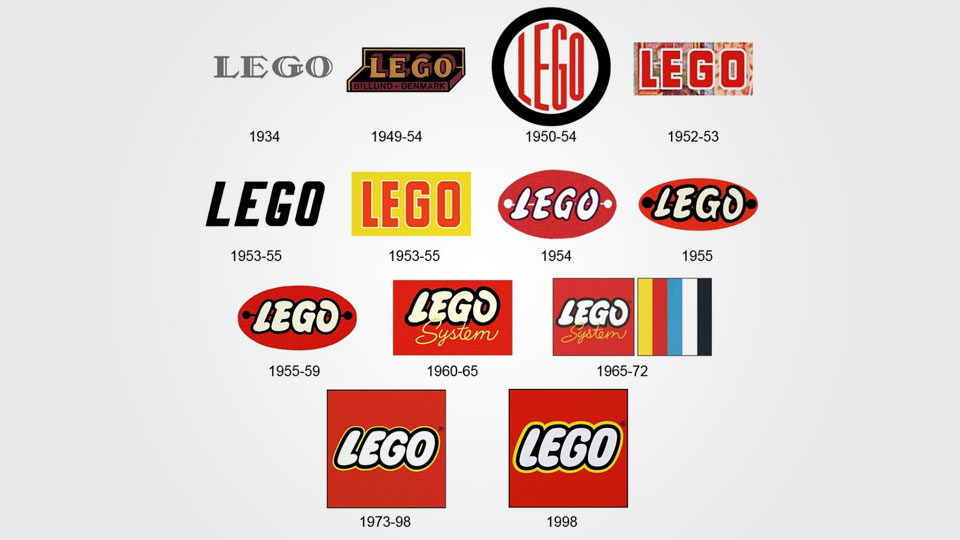 LEGO
LEGO
BILLUND • DENMARK
LEGO
LEGO
1934
1949-54
1950-54
1952-53
LEGO
LEGO
LEGO
LEGO
1953-55
1953-55
1954
1955
LEGO
LEGO
System
LEGO
System
1955-59
1960-65
1965-72
LEGO ®
LEGO ®
1973-98
1998